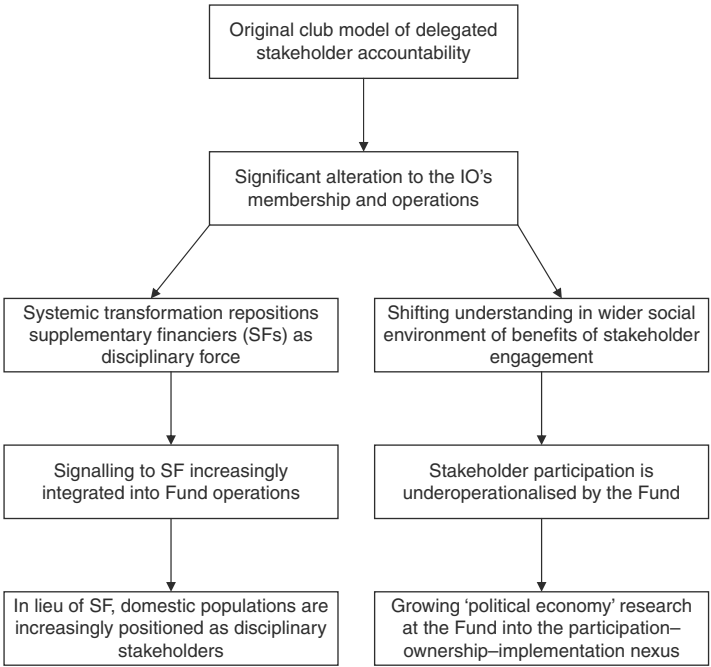 Original club model of delegated
stakeholder accountability
Significant alteration to the IO's
membership and operations
Systemic transformation repositions
supplementary financiers (SFs) as
disciplinary force
Shifting understanding in wider social
environment of benefits of stakeholder
engagement
Signalling to SF increasingly
integrated into Fund operations
Stakeholder participation is
underoperationalised by the Fund
In lieu of SF, domestic populations are
increasingly positioned as disciplinary
stakeholders
Growing ‘political economy’ research
at the Fund into the participation–
ownership–implementation nexus